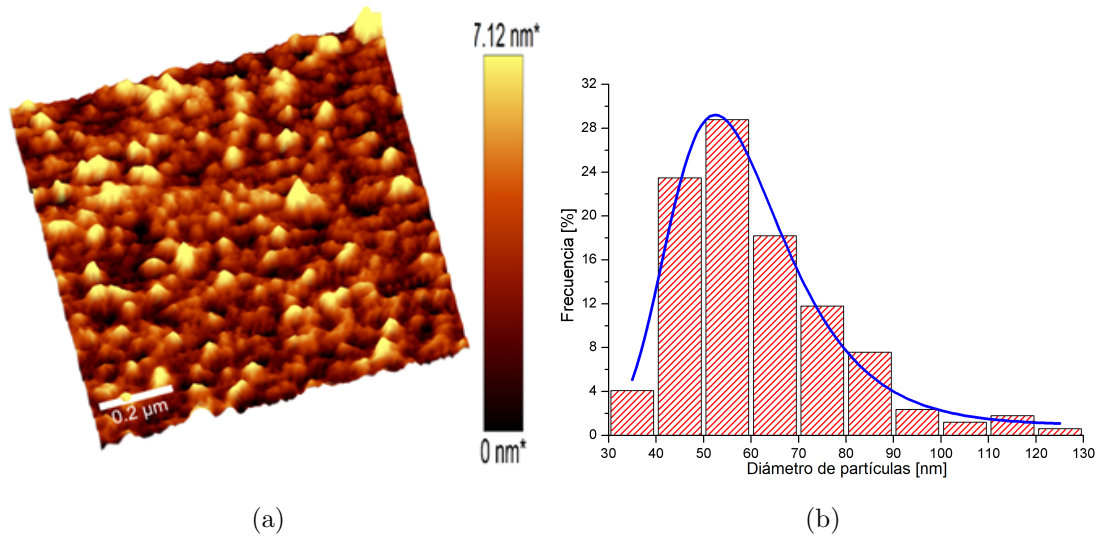 7.12 nm*
0.2 µm
0 nm*
(a)
Frecuencia [%]
32
28
24
20
16
12
8
4
0
30 40 50 60 70 80 90 100 110 120 130
Diámetro de partículas [nm]
(b)